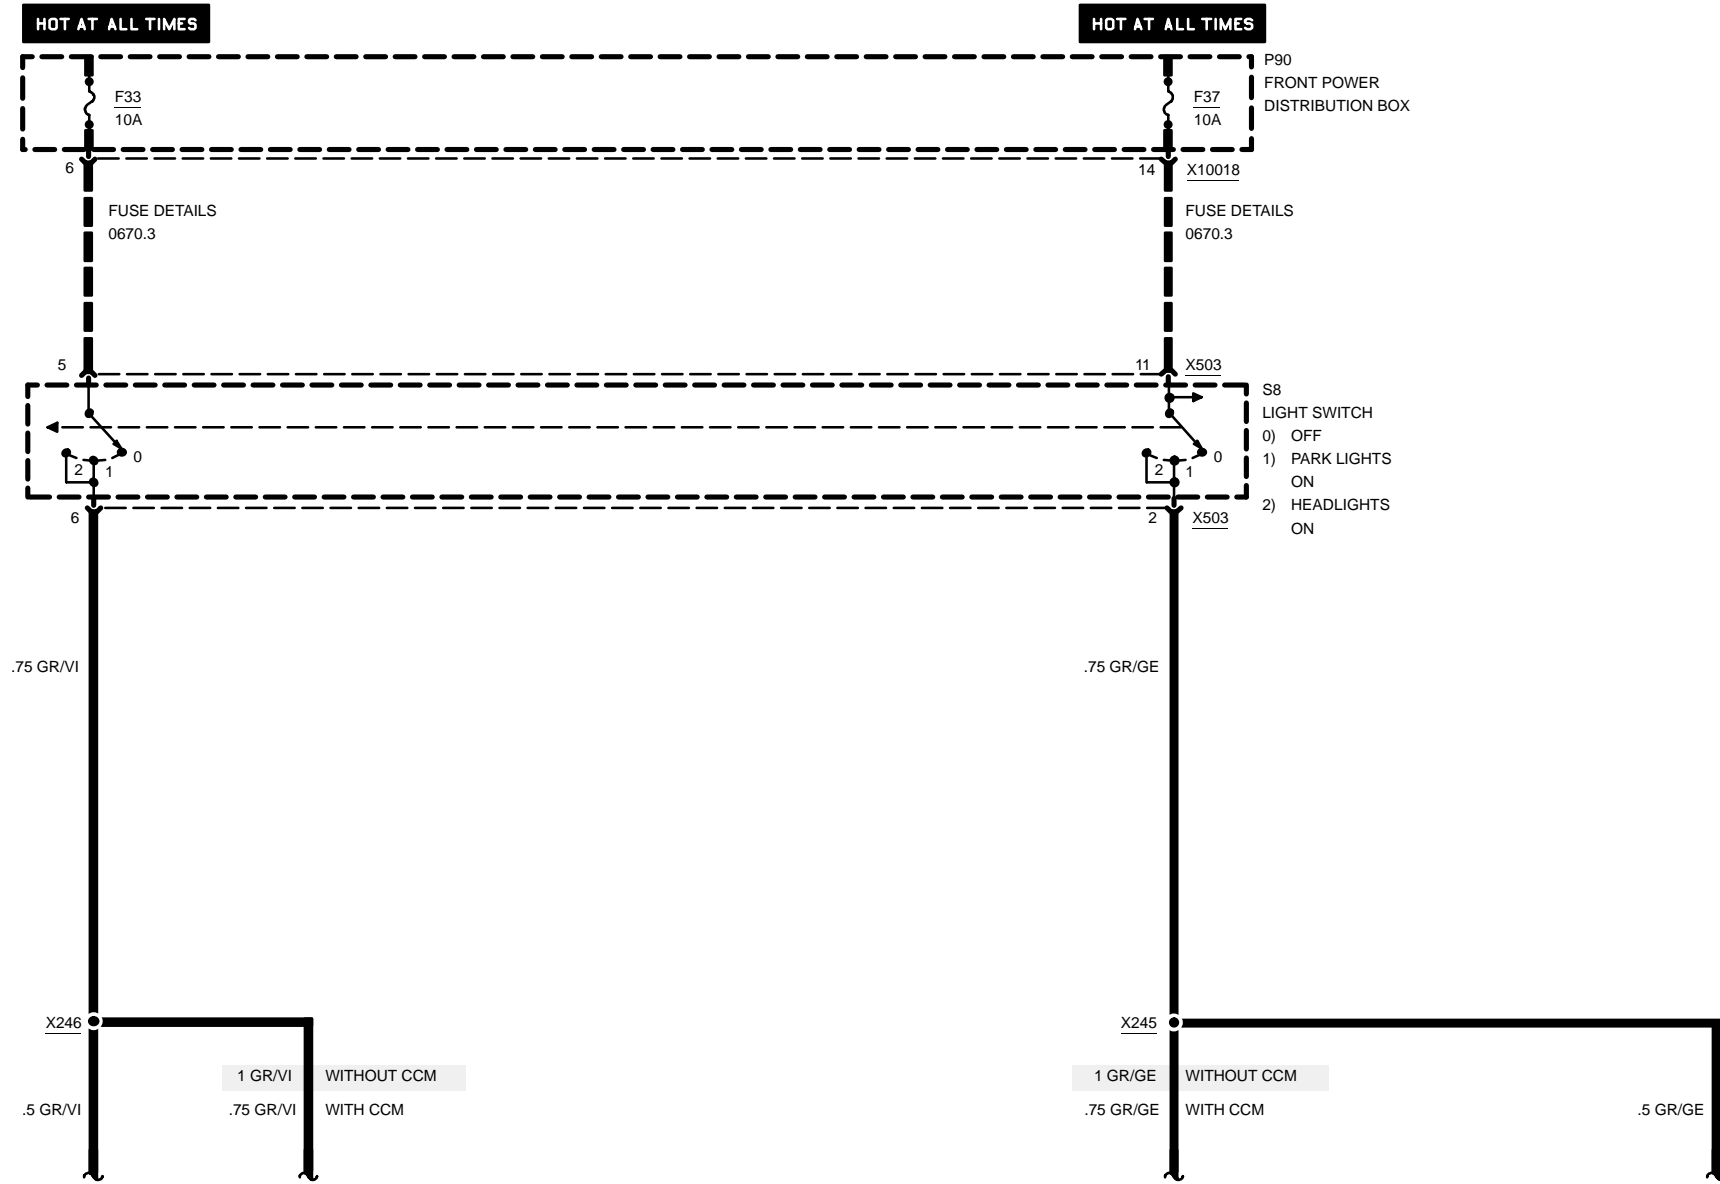 HOT AT ALL TIMES
HOT AT ALL TIMES
P90
FRONT POWER
DISTRIBUTION BOX
F33
10A
F37
10A
6
14
X10018
FUSE DETAILS
0670.3
FUSE DETAILS
0670.3
5
11
X503
S8
LIGHT SWITCH
0) OFF
1) PARK LIGHTS
ON
2) HEADLIGHTS
ON
2
1
0
2
1
0
6
2
X503
.75 GR/VI
.75 GR/GE
X246
X245
1 GR/VI
WITHOUT CCM
1 GR/GE
WITHOUT CCM
.5 GR/VI
.75 GR/VI
WITH CCM
.75 GR/GE
WITH CCM
.5 GR/GE